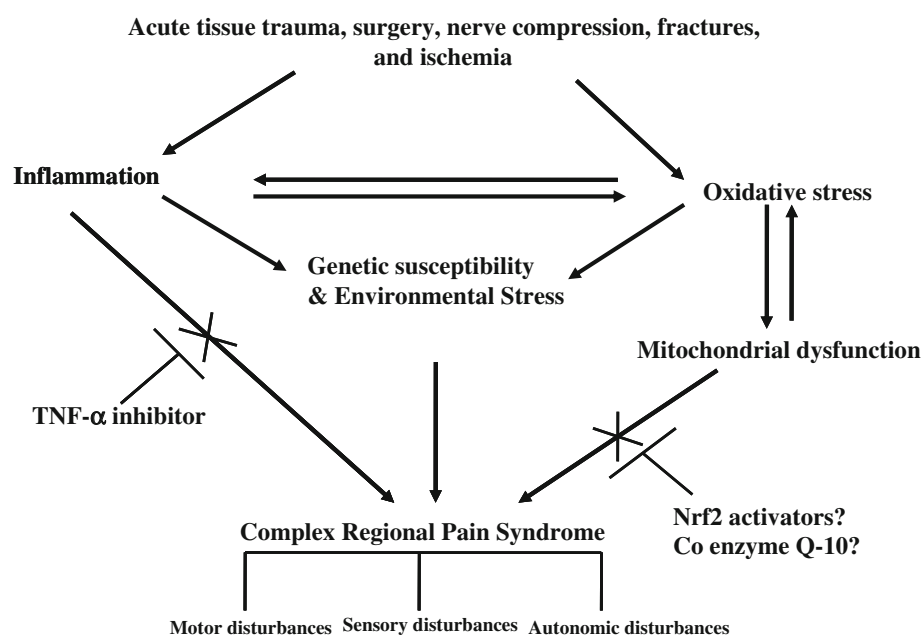 Acute tissue trauma, surgery, nerve compression, fractures,
and ischemia
Inflammation
Oxidative stress
Genetic susceptibility
& Environmental Stress
Mitochondrial dysfunction
TNF-α inhibitor
Nrf2 activators?
Co enzyme Q-10?
Complex Regional Pain Syndrome
Motor disturbances Sensory disturbances Autonomic disturbances